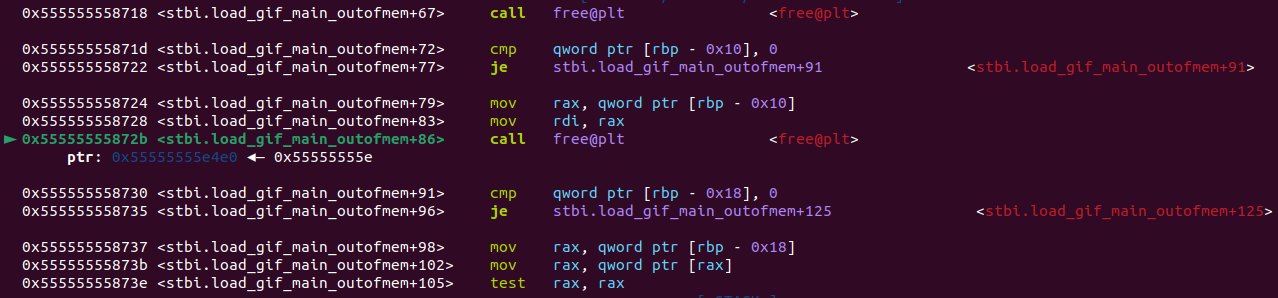 0x555555558718 <stbi.load_gif_main_outofmem+67> call free@plt <free@plt>
0x55555555871d <stbi.load_gif_main_outofmem+72> cmp qword ptr [rbp - 0x10], 0
0x555555558722 <stbi.load_gif_main_outofmem+77> je stbi.load_gif_main_outofmem+91 <stbi.load_gif_main_outofmem+91>
0x555555558724 <stbi.load_gif_main_outofmem+79> mov rax, qword ptr [rbp - 0x10]
0x555555558728 <stbi.load_gif_main_outofmem+83> mov rdi, rax
► 0x55555555872b <stbi.load_gif_main_outofmem+86> call free@plt <free@plt>
ptr: 0x55555555e4e0 ◄— 0x55555555e
0x555555558730 <stbi.load_gif_main_outofmem+91> cmp qword ptr [rbp - 0x18], 0
0x555555558735 <stbi.load_gif_main_outofmem+96> je stbi.load_gif_main_outofmem+125 <stbi.load_gif_main_outofmem+125>
0x555555558737 <stbi.load_gif_main_outofmem+98> mov rax, qword ptr [rbp - 0x18]
0x55555555873b <stbi.load_gif_main_outofmem+102> mov rax, qword ptr [rax]
0x55555555873e <stbi.load_gif_main_outofmem+105> test rax, rax